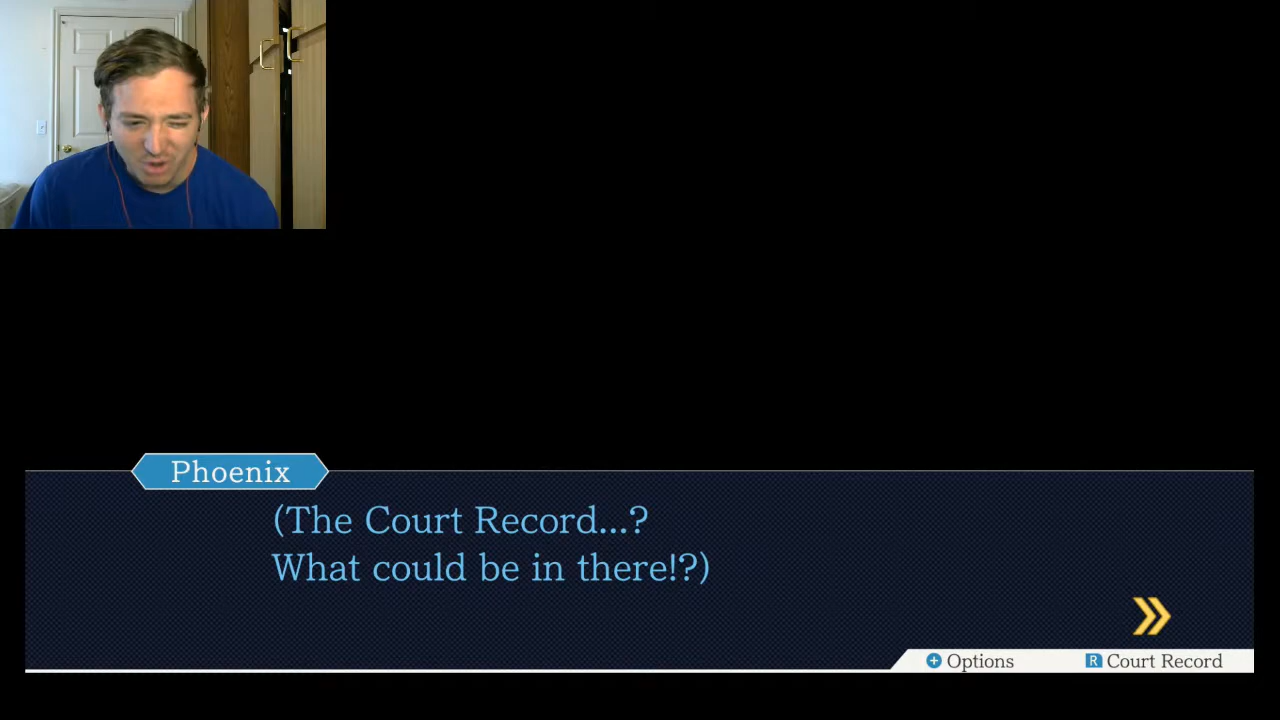 Phoenix
(The Court Record...?
What could be in there!?)
Options
R Court Record